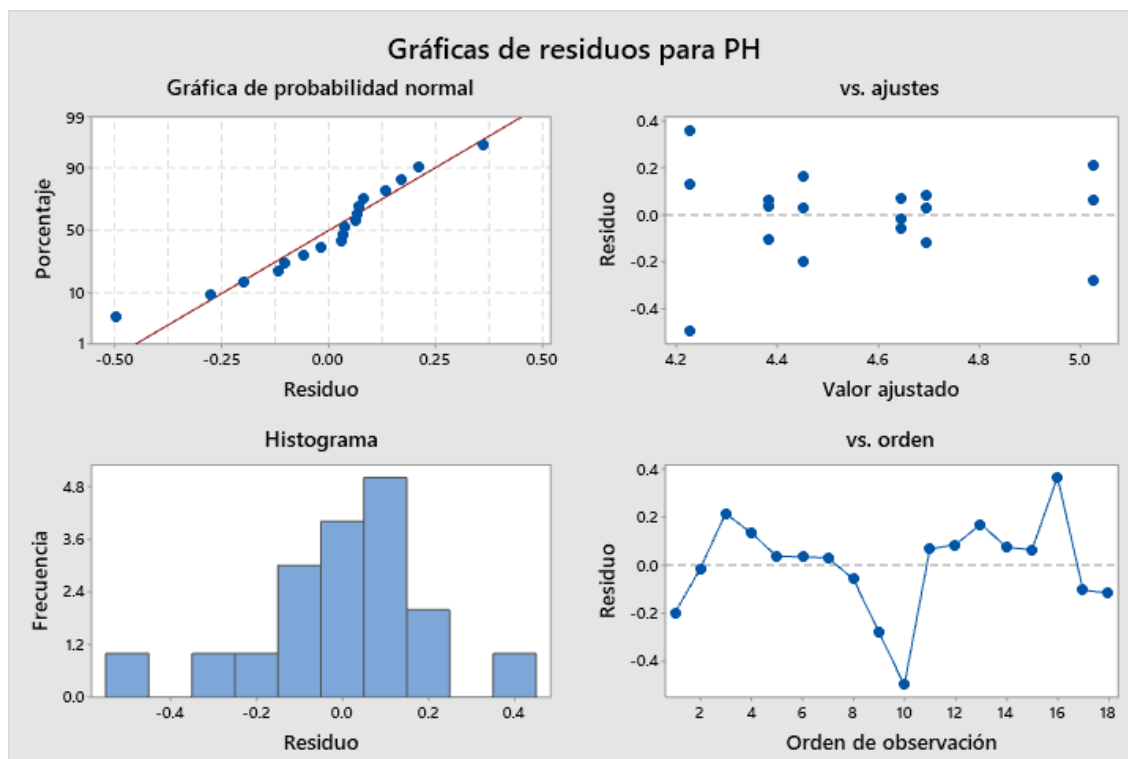 Gráficas de residuos para PH
Gráfica de probabilidad normal
99
90
50
10
1
Porcentaje
-0.50 -0.25 0.00 0.25 0.50
Residuo
vs. ajustes
0.4
0.2
0.0
-0.2
-0.4
Residuo
4.2 4.4 4.6 4.8 5.0
Valor ajustado
Histograma
4.8
3.6
2.4
1.2
0.0
Frecuencia
-0.4 -0.2 0.0 0.2 0.4
Residuo
vs. orden
0.4
0.2
0.0
-0.2
-0.4
Residuo
2 4 6 8 10 12 14 16 18
Orden de observación